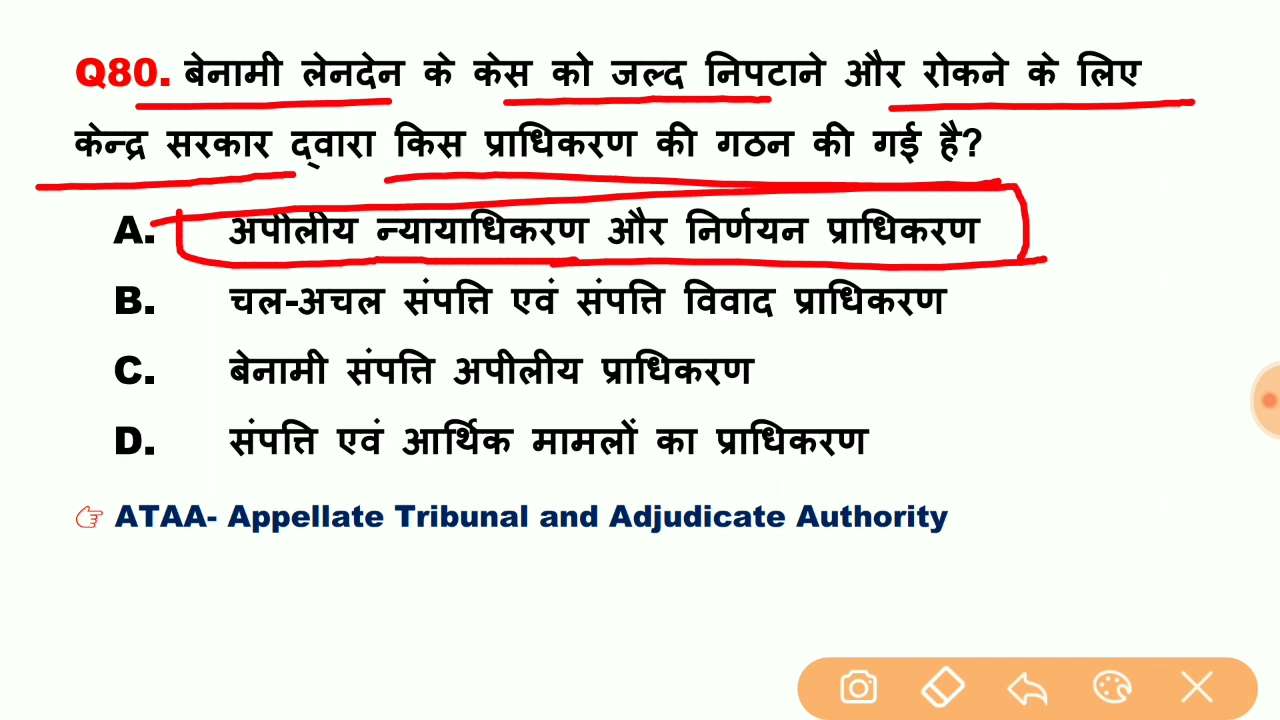 Q80. बेनामी लेनदेन के केस को जल्द निपटाने और रोकने के लिए
केन्द्र सरकार द्वारा किस प्राधिकरण की गठन की गई है?
A. अपीलीय न्यायाधिकरण और निर्णयन प्राधिकरण
B. चल-अचल संपत्ति एवं संपत्ति विवाद प्राधिकरण
C. बेनामी संपत्ति अपीलीय प्राधिकरण
D. संपत्ति एवं आर्थिक मामलों का प्राधिकरण
ATAA- Appellate Tribunal and Adjudicate Authority